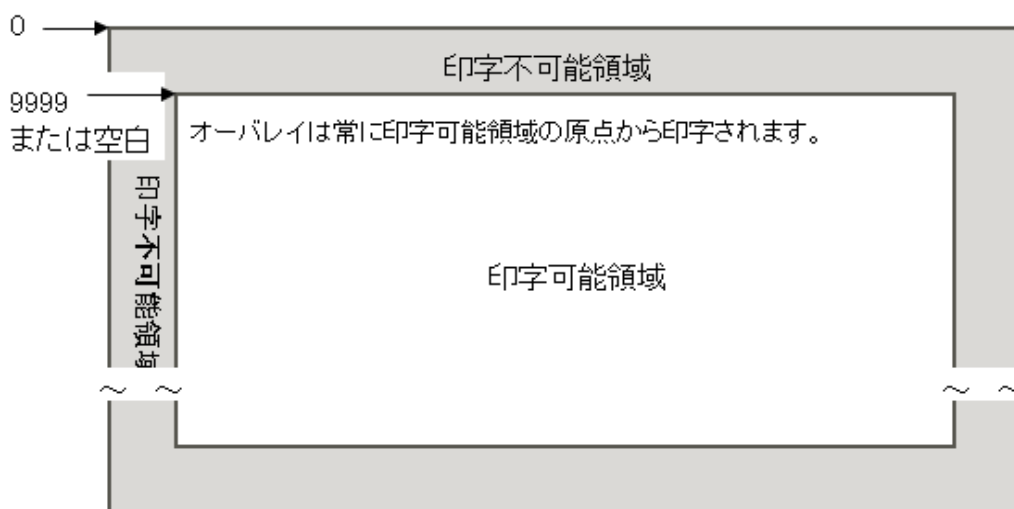 0
印字不可能領域
9999
または空白
オーバレイは常に印字可能領域の原点から印字されます。
印字不可能領域
印字可能領域
～ ～ ～ ～